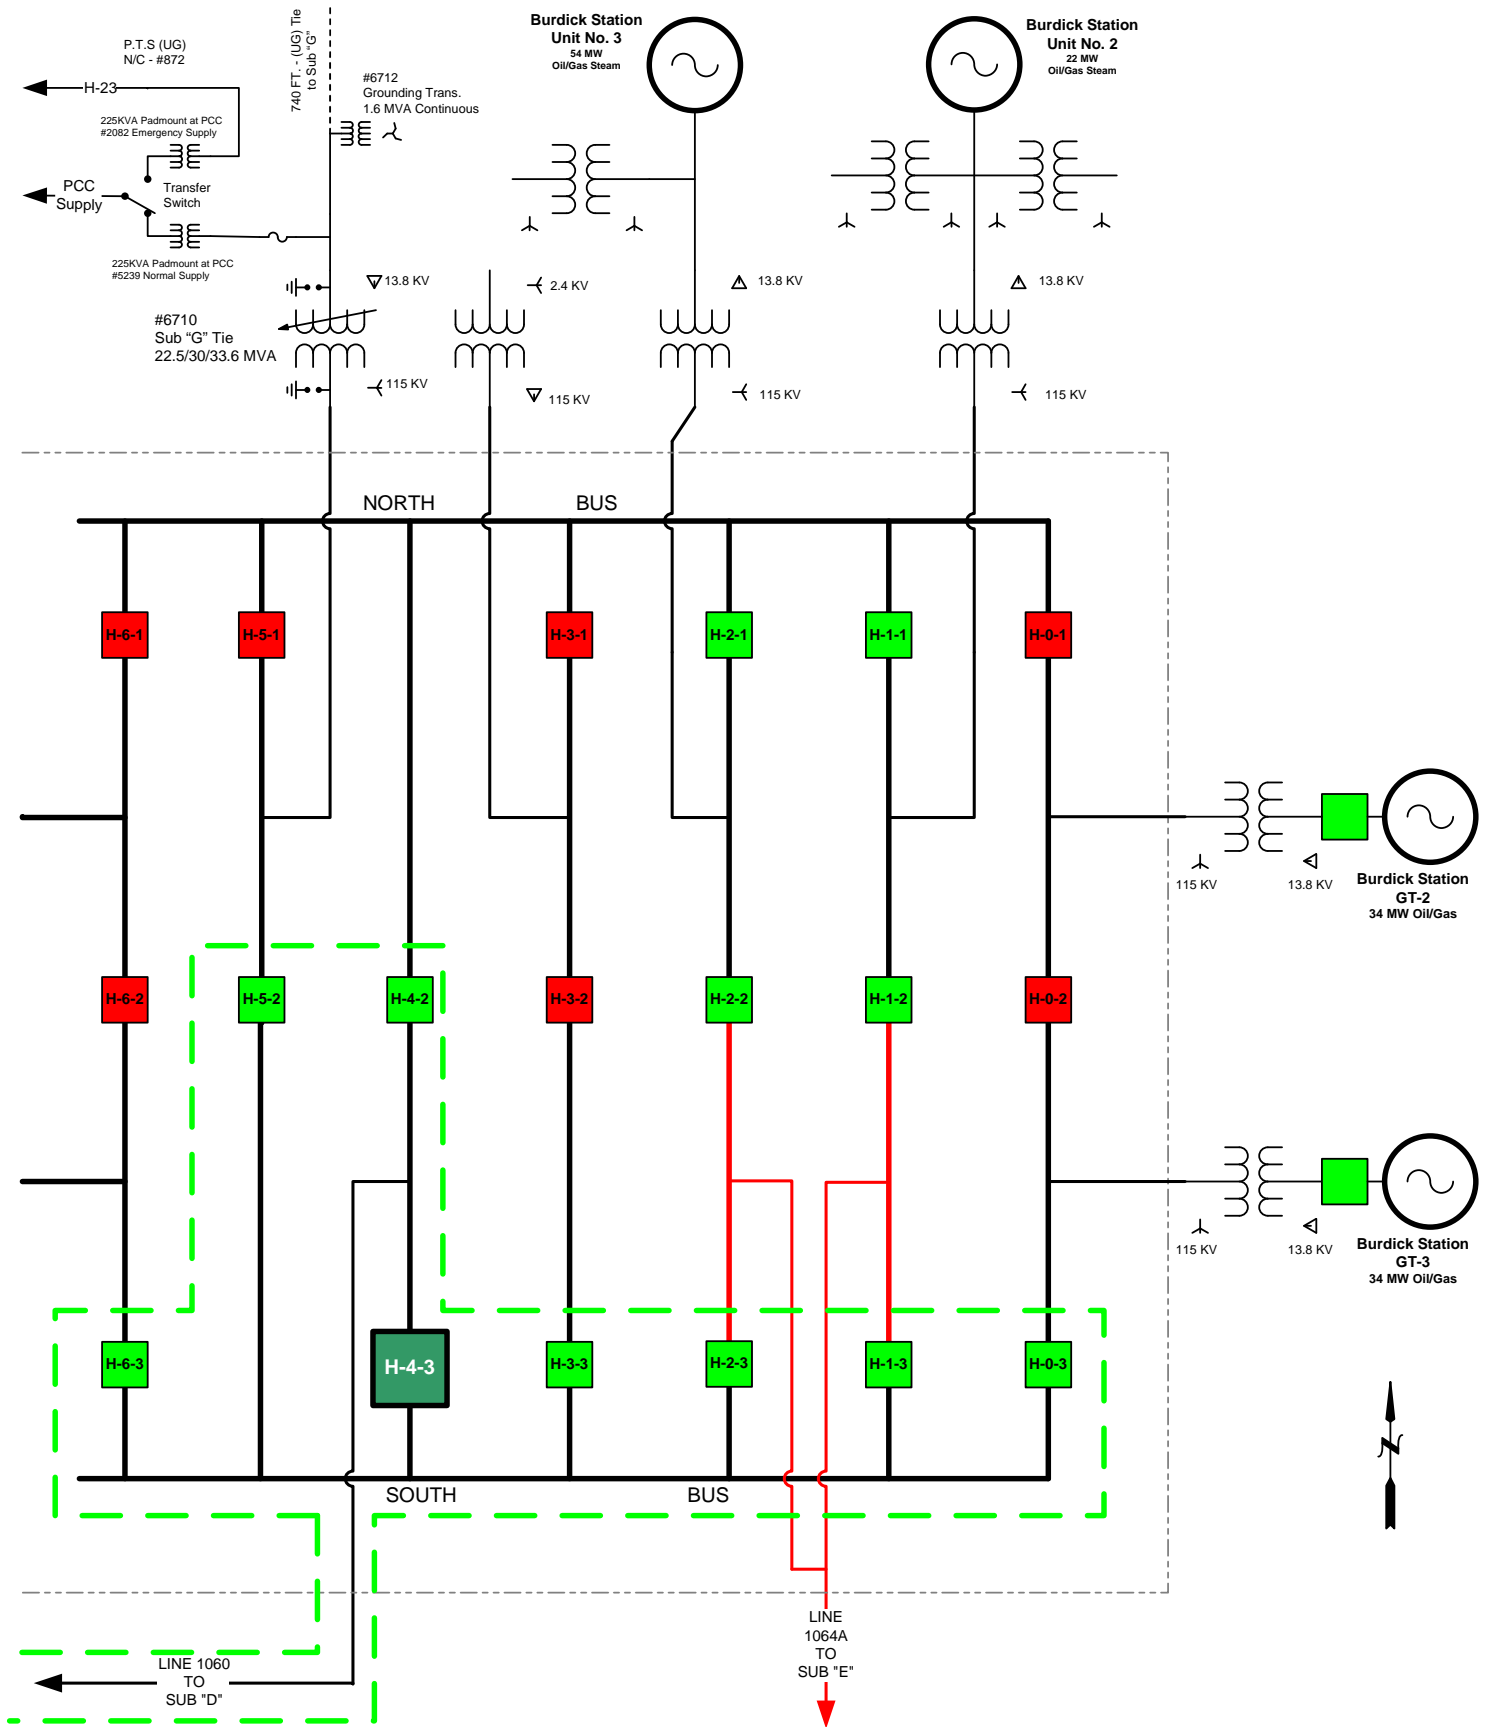 P.T.S (UG)
N/C - #872
H-23
225KVA Padmount at PCC
#2082 Emergency Supply
PCC
Supply
Transfer
Switch
225KVA Padmount at PCC
#5239 Normal Supply
740 FT. - (UG) Tie
to Sub "G"
#6712
Grounding Trans.
1.6 MVA Continuous
Burdick Station
Unit No. 3
54 MW
Oil/Gas Steam
Burdick Station
Unit No. 2
22 MW
Oil/Gas Steam
13.8 KV
2.4 KV
13.8 KV
13.8 KV
#6710
Sub “G” Tie
22.5/30/33.6 MVA
115 KV
115 KV
115 KV
115 KV
NORTH BUS
H-6-1
H-5-1
H-3-1
H-2-1
H-1-1
H-0-1
115 KV
13.8 KV
Burdick Station
GT-2
34 MW Oil/Gas
H-6-2
H-5-2
H-4-2
H-3-2
H-2-2
H-1-2
H-0-2
115 KV
13.8 KV
Burdick Station
GT-3
34 MW Oil/Gas
H-6-3
H-4-3
H-3-3
H-2-3
H-1-3
H-0-3
N
SOUTH BUS
LINE
1064A
TO
SUB "E"
LINE 1060
TO
SUB "D"